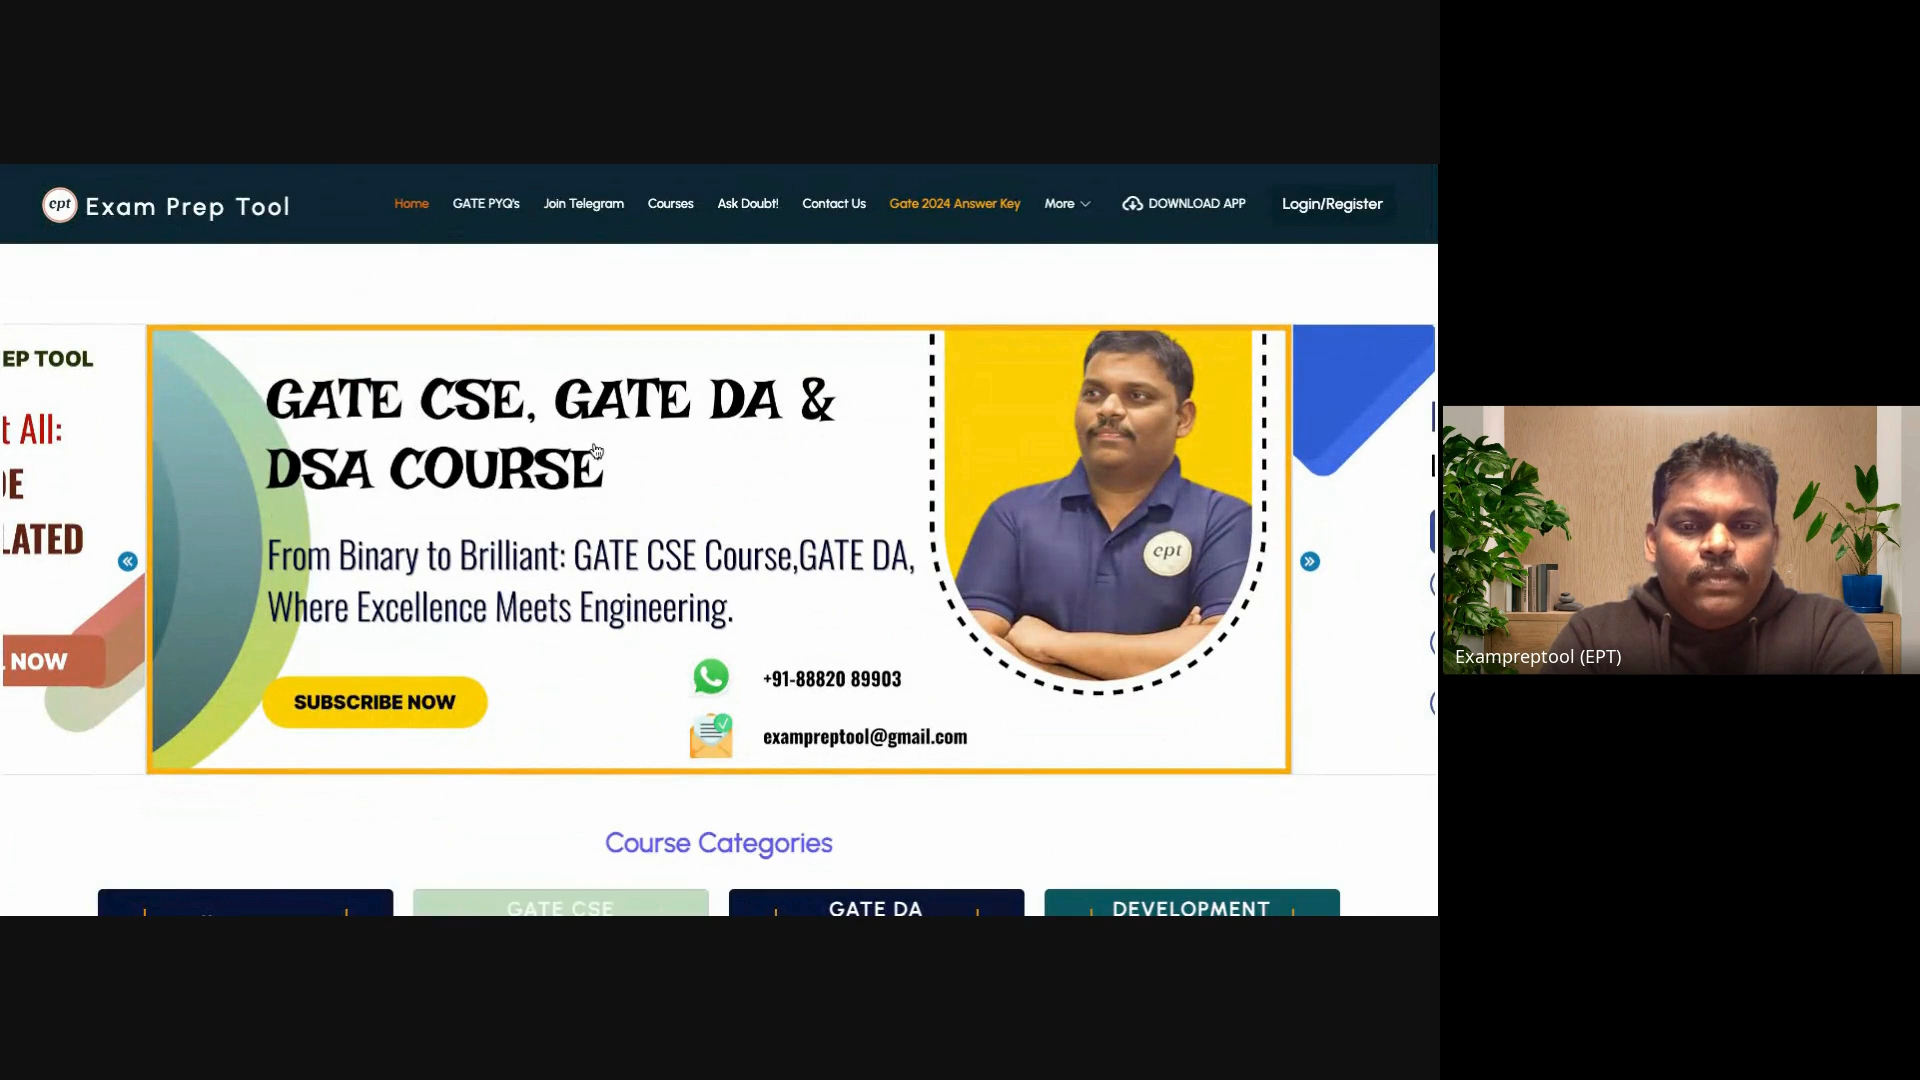 ept Exam Prep Tool
Home GATE PYQ's Join Telegram Courses Ask Doubt! Contact Us Gate 2024 Answer Key More DOWNLOAD APP Login/Register
EP TOOL
t All:
DE
LATED
NOW
GATE CSE, GATE DA &
DSA COURSE
From Binary to Brilliant: GATE CSE Course,GATE DA,
Where Excellence Meets Engineering.
SUBSCRIBE NOW
+91-88820 89903
exampreptool@gmail.com
ept
Exampreptool (EPT)
Course Categories
GATE CSE
GATE DA
DEVELOPMENT